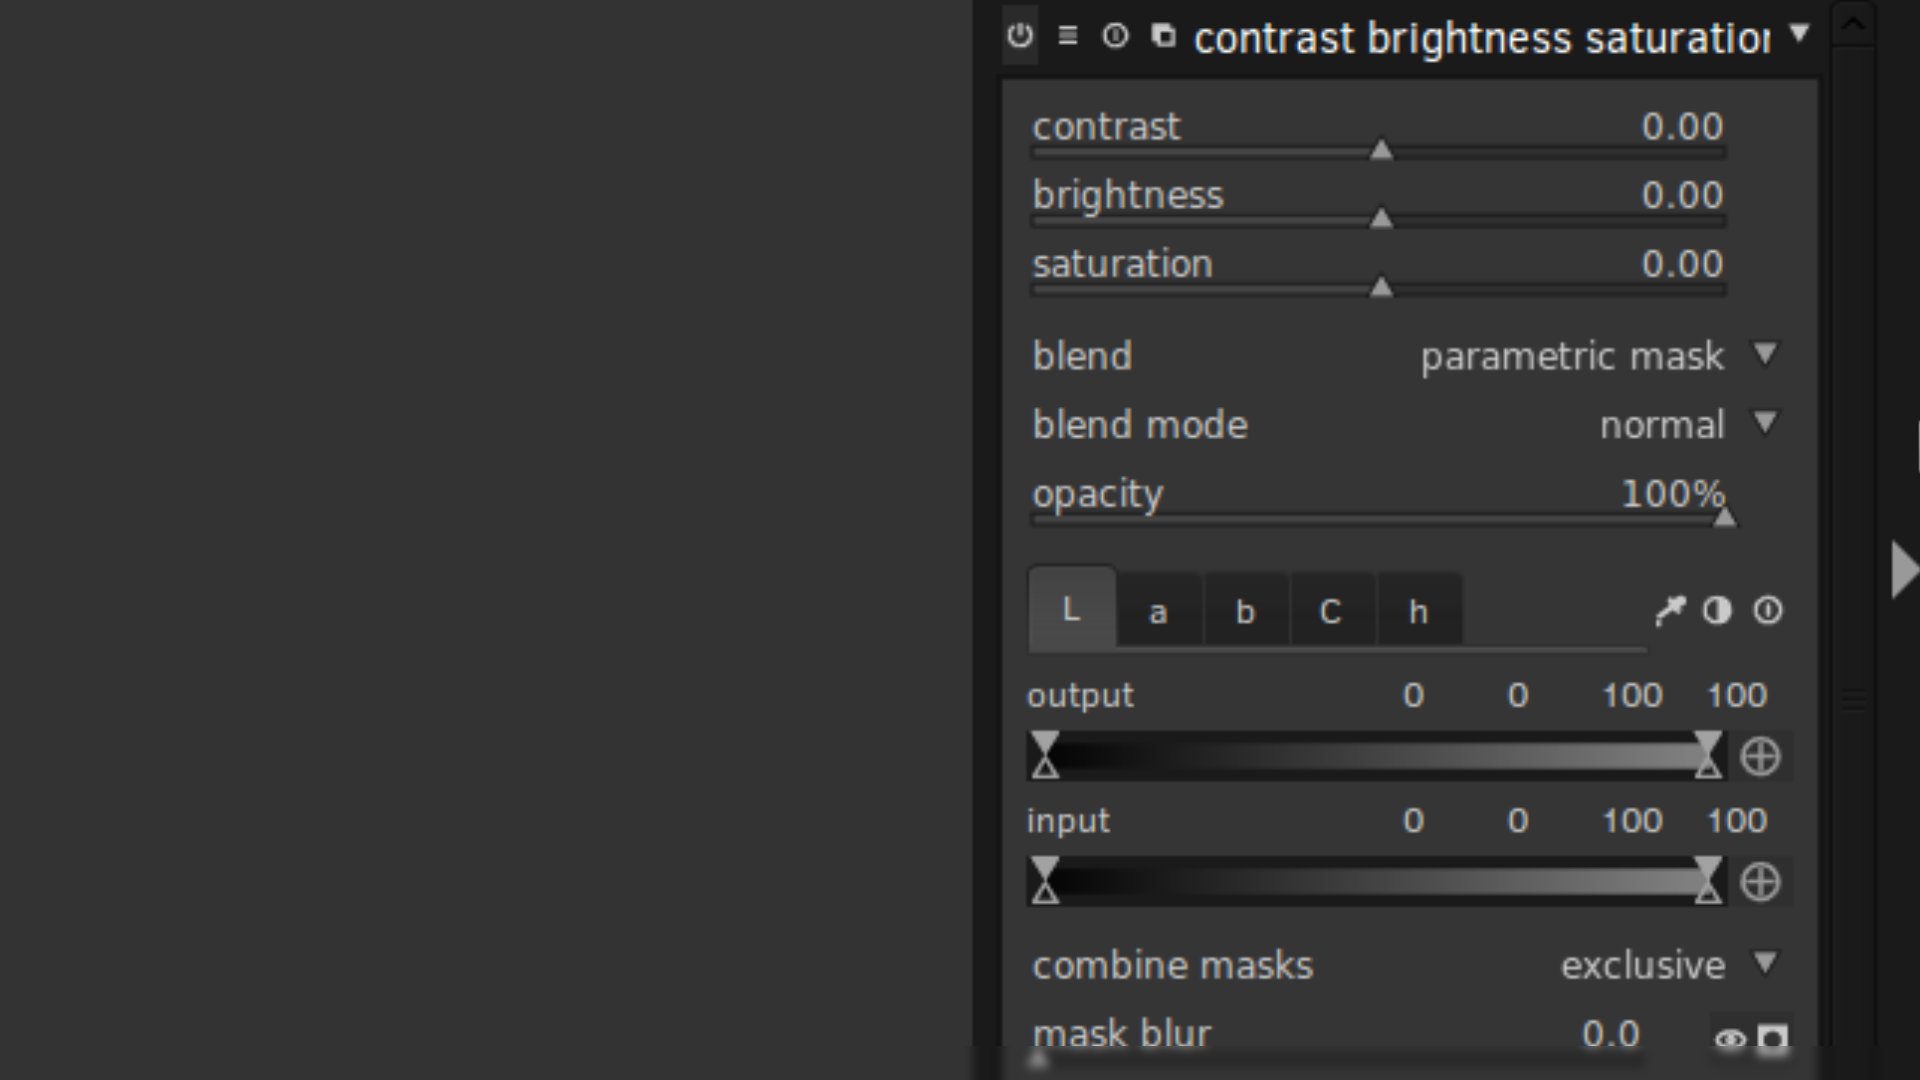 contrast brightness saturation
contrast 0.00
brightness 0.00
saturation 0.00
blend parametric mask
blend mode normal
opacity 100%
L a b C h
output 0 0 100 100
input 0 0 100 100
combine masks exclusive
mask blur 0.0